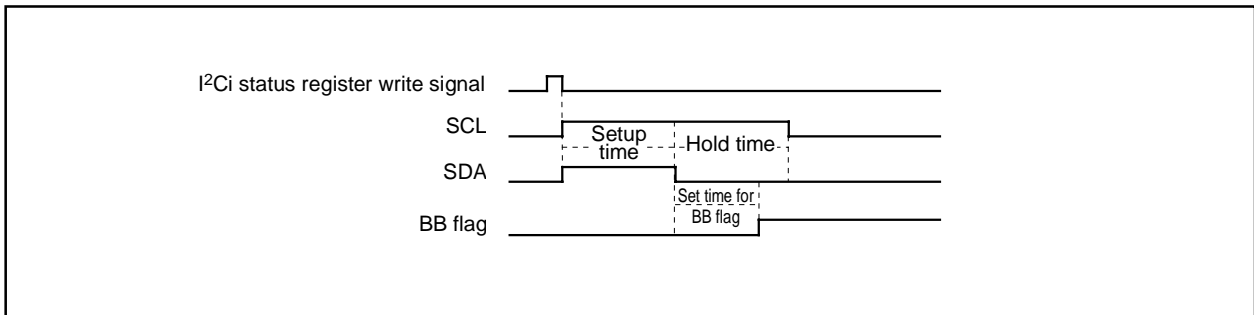 I²Ci status register write signal
SCL
Setup
time
Hold time
SDA
Set time for
BB flag
BB flag